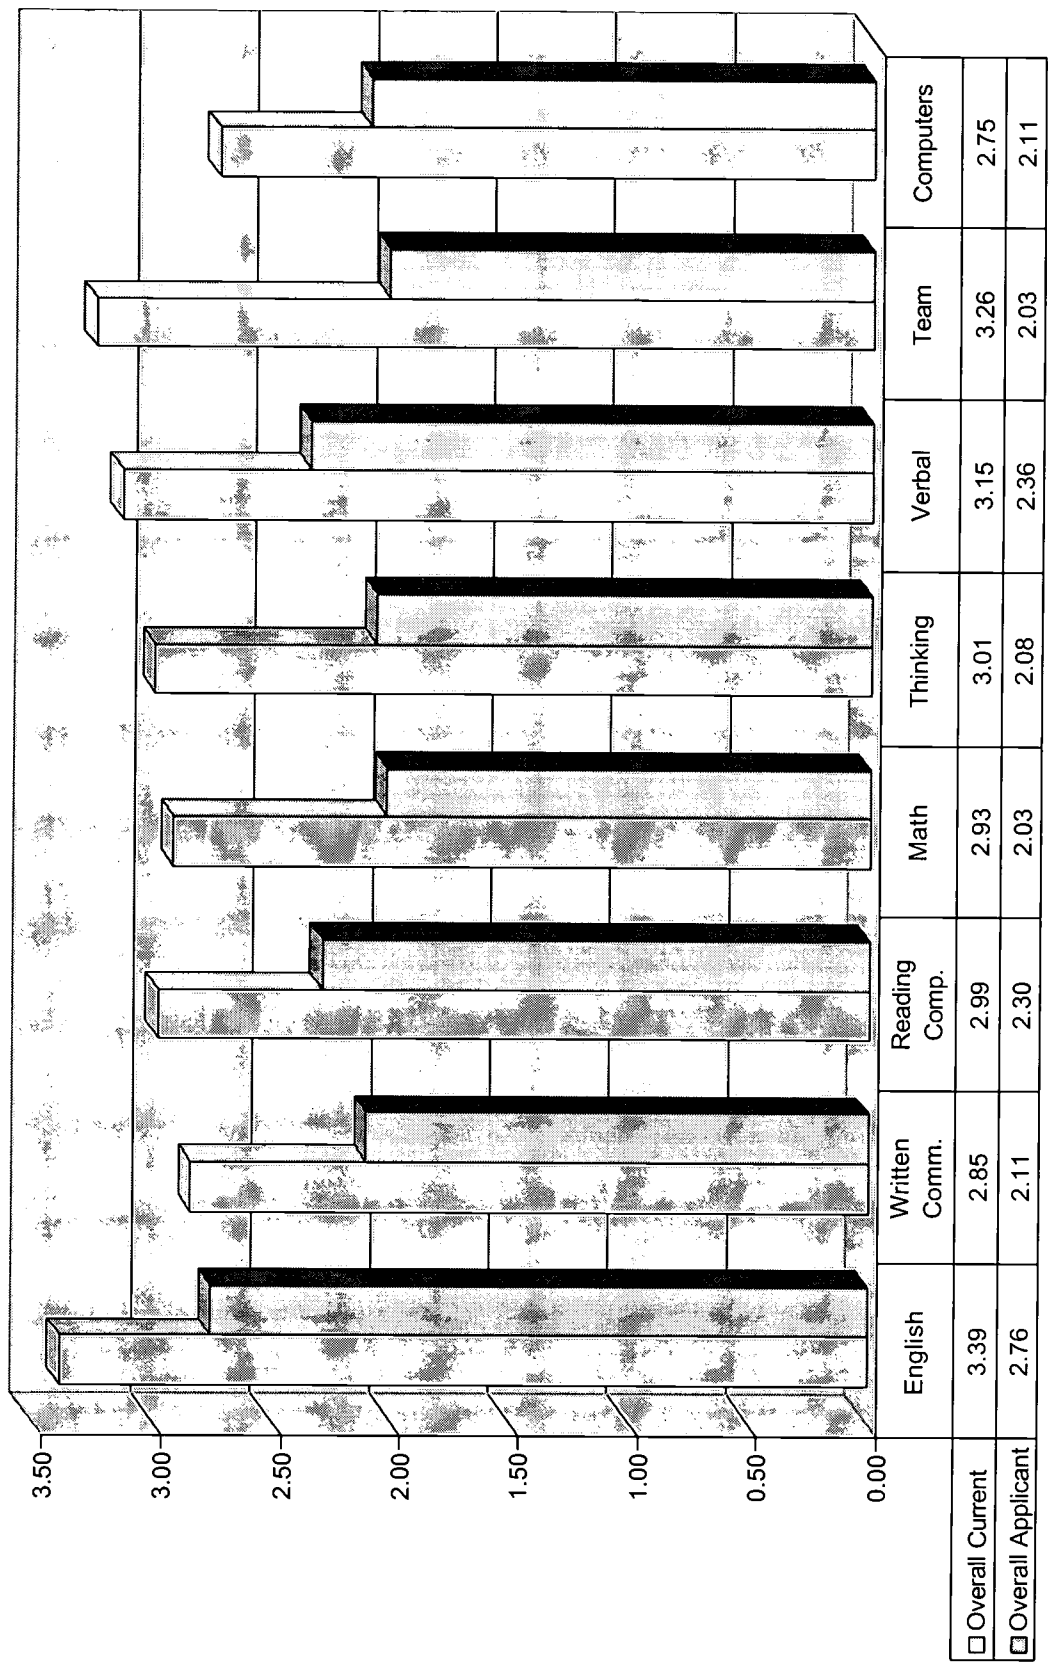 3.50
3.00
2.50
2.00
1.50
1.00
0.50
0.00
English Written Comm. Reading Comp. Math Thinking Verbal Team Computers
Overall Current 3.39 2.85 2.99 2.93 3.01 3.15 3.26 2.75
Overall Applicant 2.76 2.11 2.30 2.03 2.08 2.36 2.03 2.11